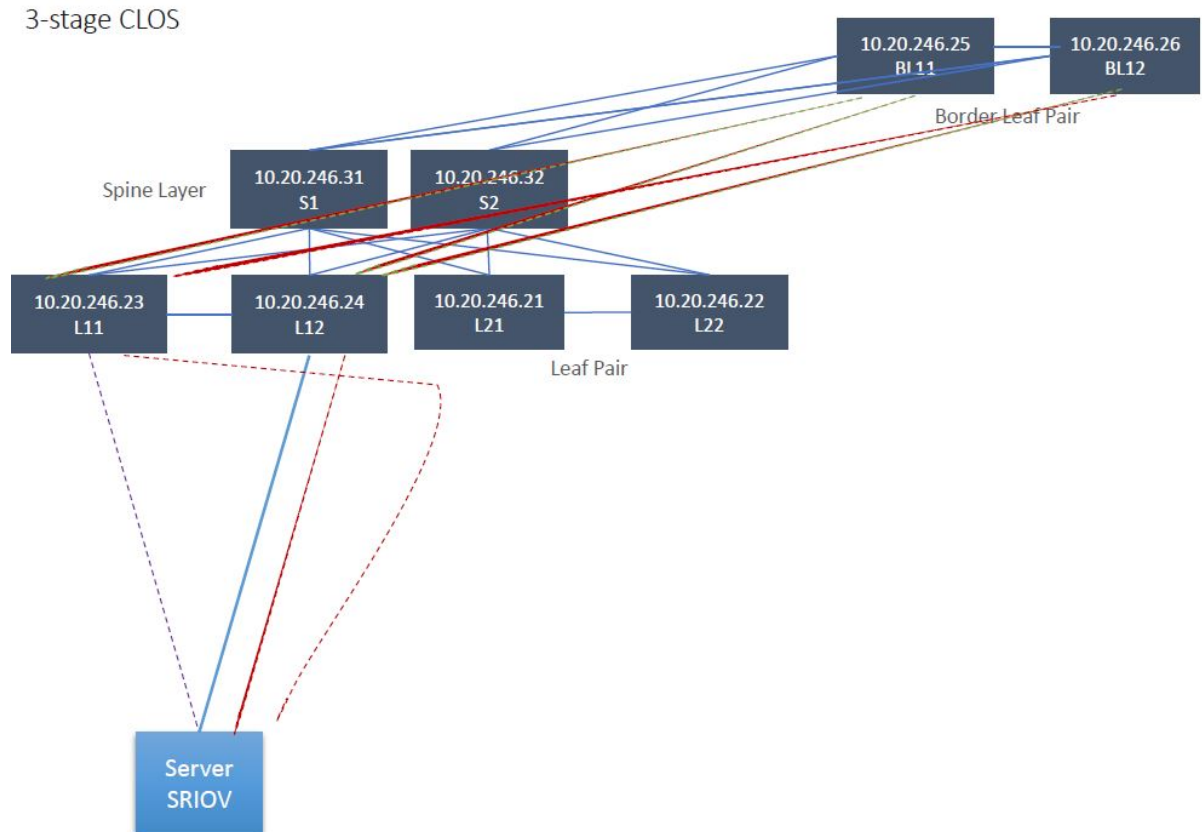 3-stage CLOS
10.20.246.25
BL11
10.20.246.26
BL12
Border Leaf Pair
Spine Layer
10.20.246.31
S1
10.20.246.32
S2
10.20.246.23
L11
10.20.246.24
L12
10.20.246.21
L21
10.20.246.22
L22
Leaf Pair
Server
SRIOV